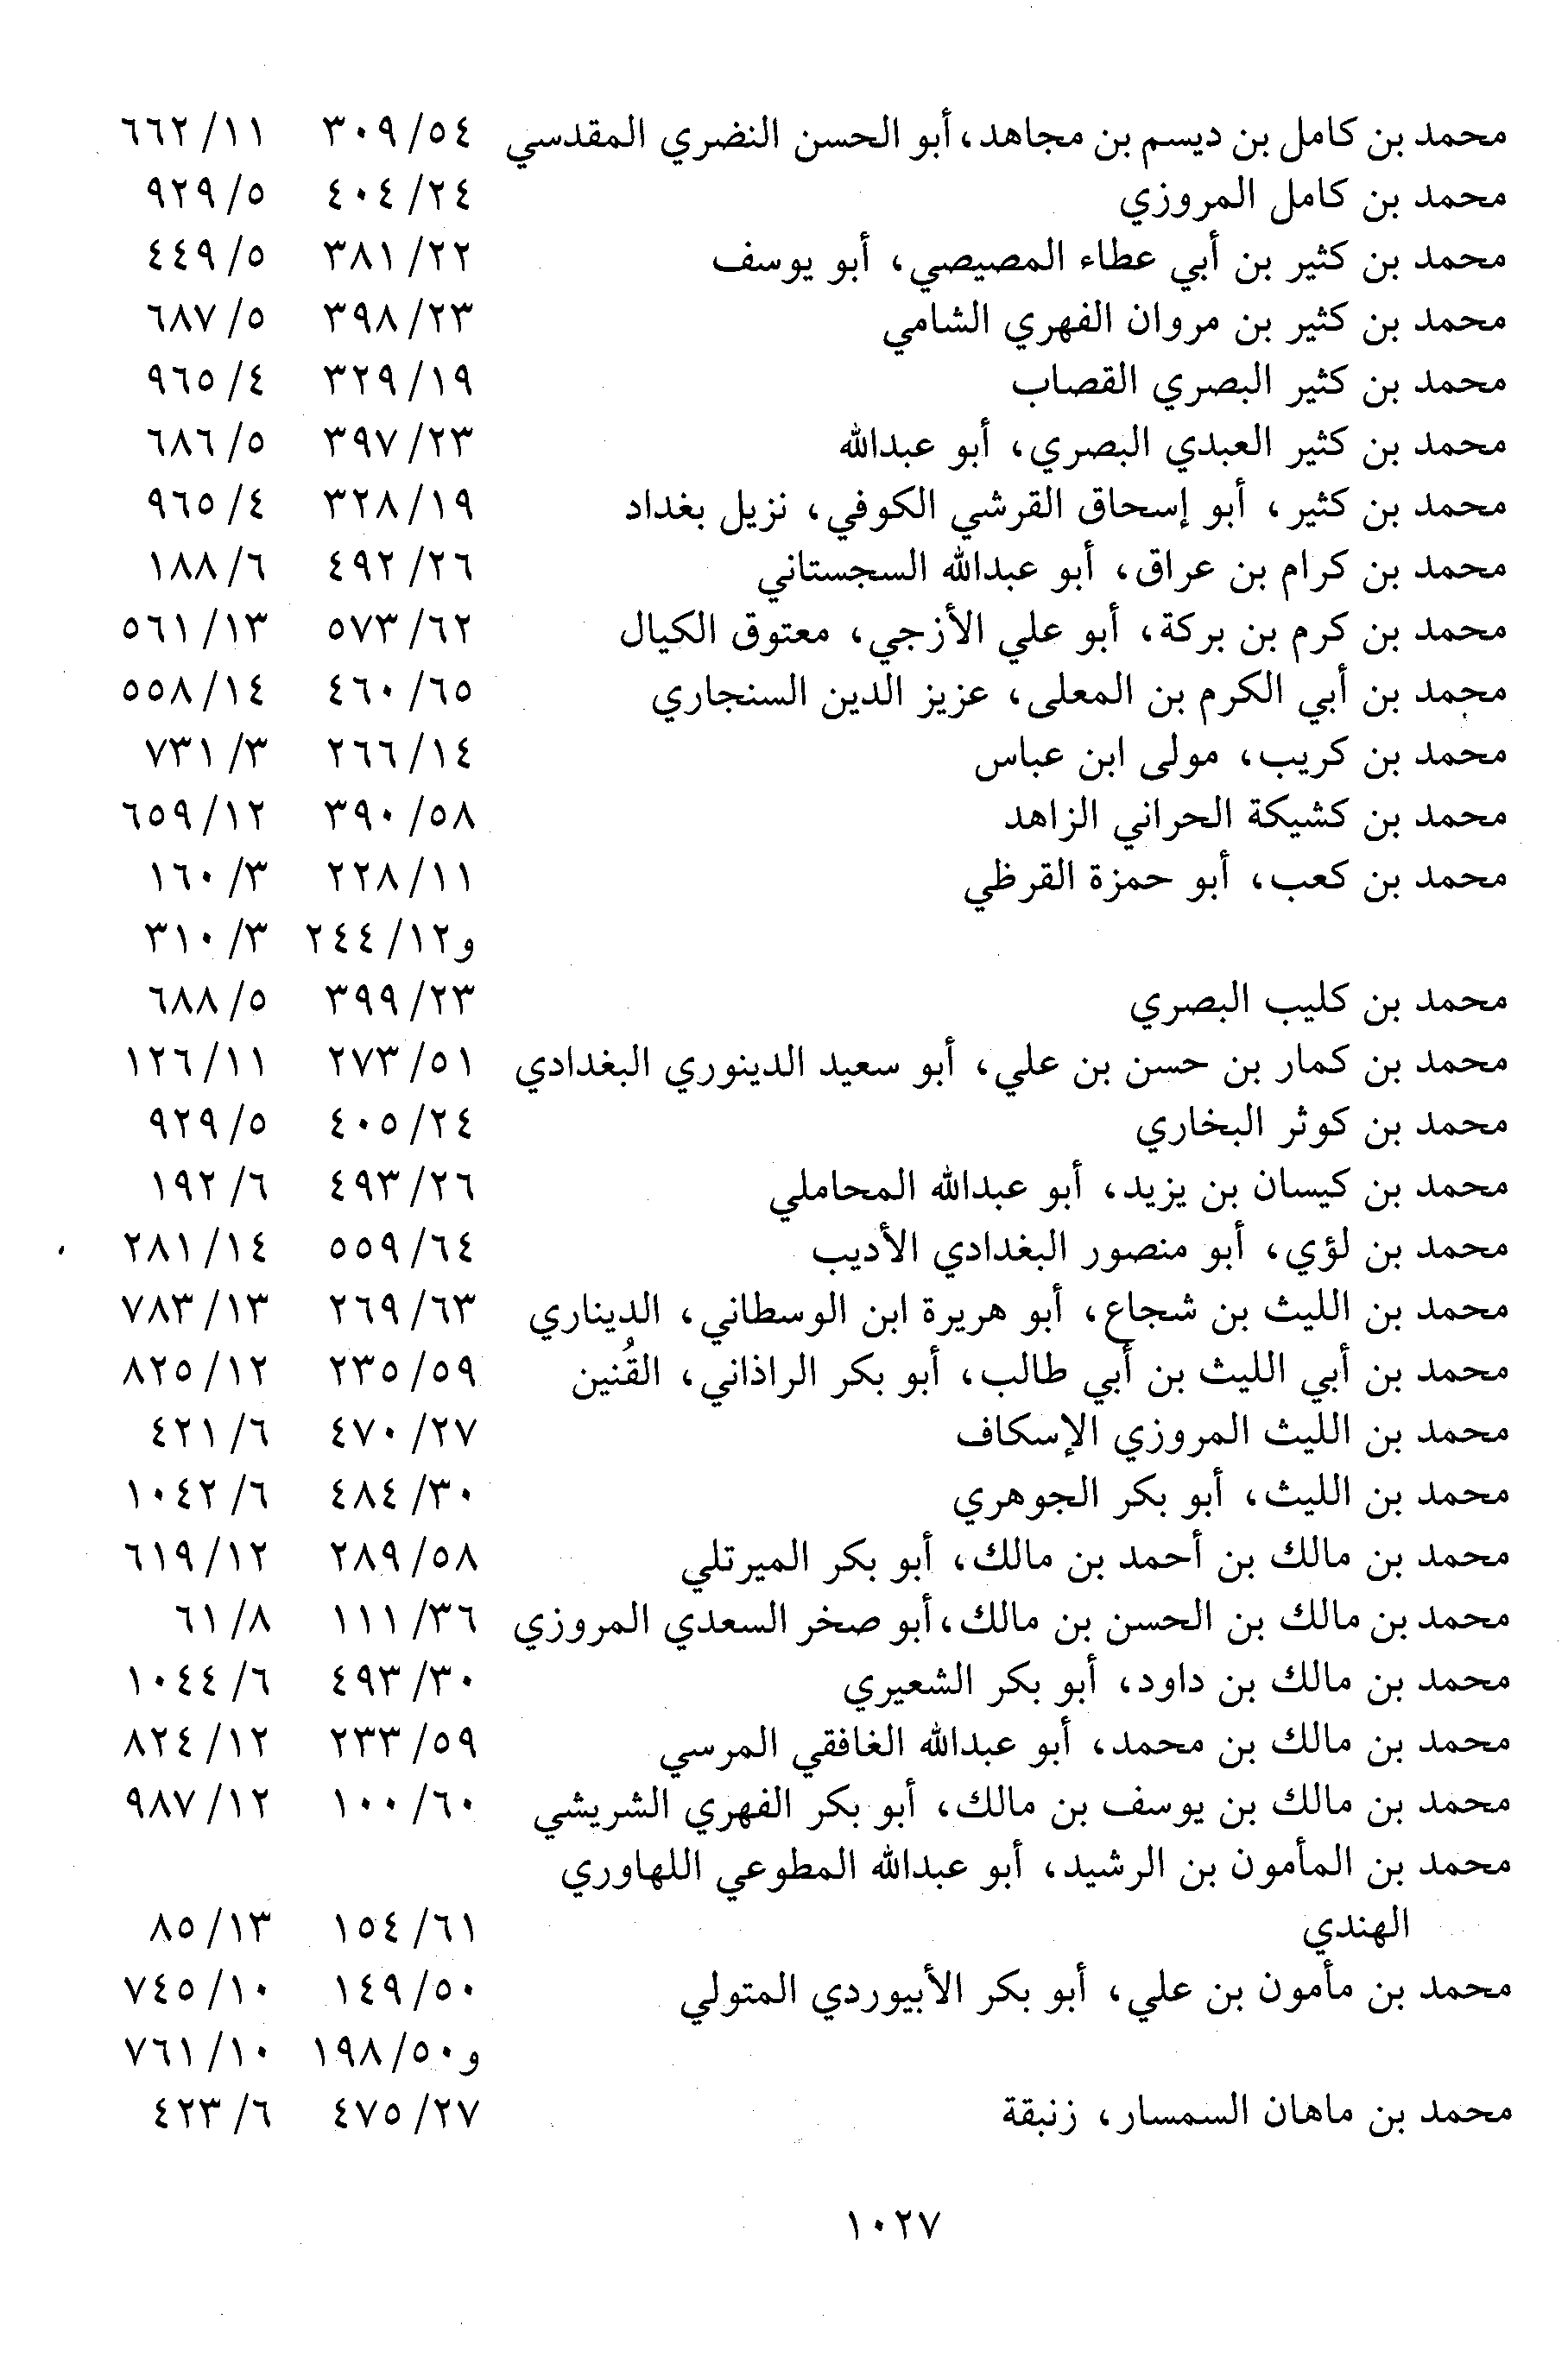 محمد بن كامل بن ديسم بن مجاهد، أبو الحسن النضري المقدسي ٥٤/ ٣٠٩ ١١/ ٦٦٢
محمد بن كامل المروزي ٢٤/ ٤٠٤ ٥/ ٩٢٩
محمد بن كثير بن أبي عطاء المصيصي، أبو يوسف ٢٢/ ٣٨١ ٥/ ٤٤٩
محمد بن كثير بن مروان الفهري الشامي ٢٣/ ٣٩٨ ٥/ ٦٨٧
محمد بن كثير البصري القصاب ١٩/ ٣٢٩ ٤/ ٩٦٥
محمد بن كثير العبدي البصري، أبو عبدالله ٢٣/ ٣٩٧ ٥/ ٦٨٦
محمد بن كثير، أبو إسحاق القرشي الكوفي، نزيل بغداد ١٩/ ٣٢٨ ٤/ ٩٦٥
محمد بن كرام بن عراق، أبو عبدالله السجستاني ٢٦/ ٤٩٢ ٦/ ١٨٨
محمد بن كرم بن بركة، أبو علي الأزجي، معتوق الكيال ٦٢/ ٥٧٣ ١٣/ ٥٦١
محمد بن أبي الكرم بن المعلى، عزيز الدين السنجاري ٦٥/ ٤٦٠ ١٤/ ٥٥٨
محمد بن كريب، مولى ابن عباس ١٤/ ٢٦٦ ٣/ ٧٣١
محمد بن كشيكة الحراني الزاهد ٥٨/ ٣٩٠ ١٢/ ٦٥٩
محمد بن كعب، أبو حمزة القرظي ١١/ ٢٢٨ ٣/ ١٦٠
و١٢/ ٢٤٤ ٣/ ٣١٠
محمد بن كليب البصري ٢٣/ ٣٩٩ ٥/ ٦٨٨
محمد بن كمار بن حسن بن علي، أبو سعيد الدينوري البغدادي ٥١/ ٢٧٣ ١١/ ١٢٦
محمد بن كوثر البخاري ٢٤/ ٤٠٥ ٥/ ٩٢٩
محمد بن كيسان بن يزيد، أبو عبدالله المحاملي ٢٦/ ٤٩٣ ٦/ ١٩٢
محمد بن لؤي، أبو منصور البغدادي الأديب ٦٤/ ٥٥٩ ١٤/ ٢٨١
محمد بن الليث بن شجاع، أبو هريرة ابن الوسطاني، الديناري ٦٣/ ٢٦٩ ١٣/ ٧٨٣
محمد بن أبي الليث بن أبي طالب، أبو بكر الراذاني، القُنين ٥٩/ ٢٣٥ ١٢/ ٨٢٥
محمد بن الليث المروزي الإسكاف ٢٧/ ٤٧٠ ٦/ ٤٢١
محمد بن الليث، أبو بكر الجوهري ٣٠/ ٤٨٤ ٦/ ١٠٤٢
محمد بن مالك بن أحمد بن مالك، أبو بكر الميرتلي ٥٨/ ٢٨٩ ١٢/ ٦١٩
محمد بن مالك بن الحسن بن مالك، أبو صخر السعدي المروزي ٣٦/ ١١١ ٨/ ٦١
محمد بن مالك بن داود، أبو بكر الشعيري ٣٠/ ٤٩٣ ٦/ ١٠٤٤
محمد بن مالك بن محمد، أبو عبدالله الغافقي المرسي ٥٩/ ٢٣٣ ١٢/ ٨٢٤
محمد بن مالك بن يوسف بن مالك، أبو بكر الفهري الشريشي ٦٠/ ١٠٠ ١٢/ ٩٨٧
محمد بن المأمون بن الرشيد، أبو عبدالله المطوعي اللهاوري
الهندي ٦١/ ١٥٤ ١٣/ ٨٥
محمد بن مأمون بن علي، أبو بكر الأبيوردي المتولي ٥٠/ ١٤٩ ١٠/ ٧٤٥
و٥٠/ ١٩٨ ١٠/ ٧٦١
محمد بن ماهان السمسار، زنبقة ٢٧/ ٤٧٥ ٦/ ٤٢٣
١٠٢٧